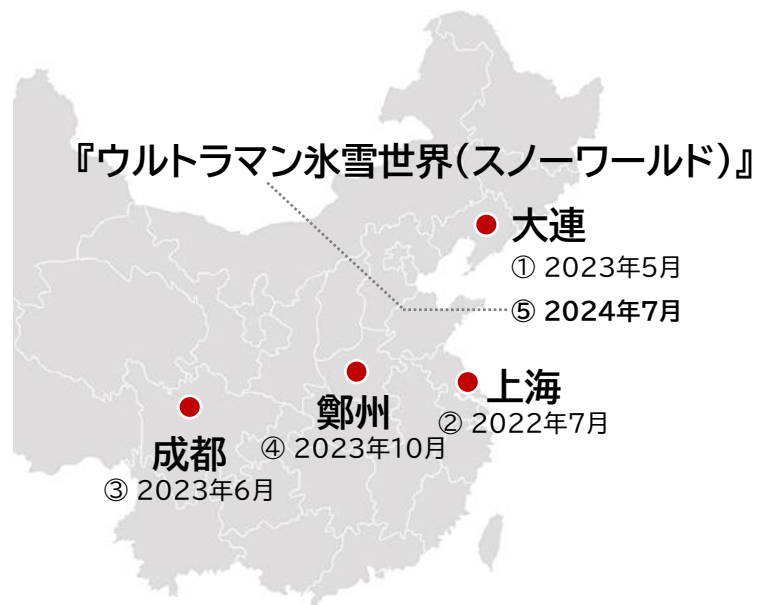 『ウルトラマン氷雪世界（スノーワールド）』
大連
① 2023年5月
⑤ 2024年7月
上海
② 2022年7月
鄭州
④ 2023年10月
成都
③ 2023年6月